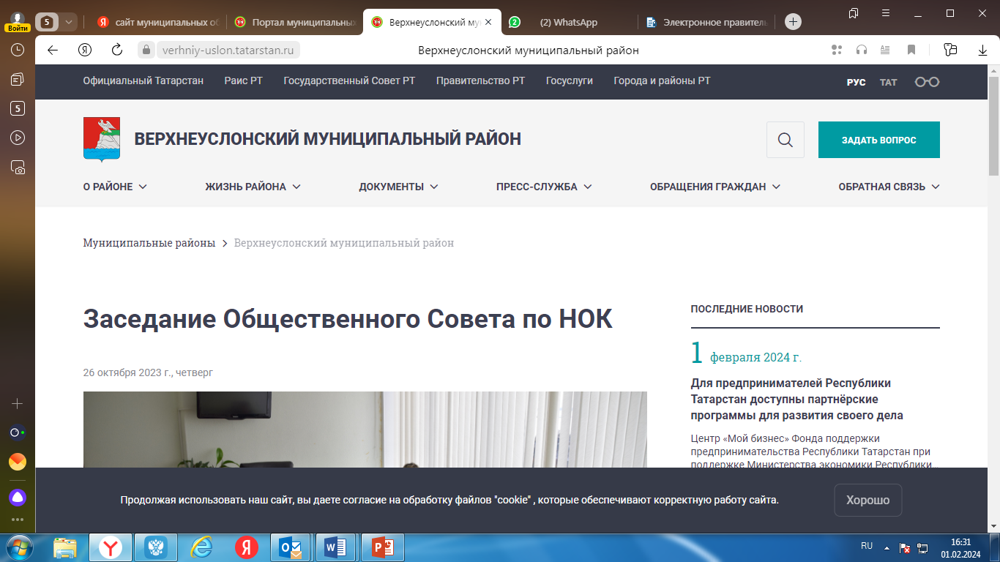 5
сайт муниципальных об
Портал муниципальных
Верхнеуслонский му
2
(2) WhatsApp
Электронное правитель
Войти
verhniy-uslon.tatarstan.ru
Верхнеуслонский муниципальный район
5
Официальный Татарстан
Раис РТ
Государственный Совет РТ
Правительство РТ
Госуслуги
Города и районы РТ
РУС
ТАТ
ВЕРХНЕУСЛОНСКИЙ МУНИЦИПАЛЬНЫЙ РАЙОН
ЗАДАТЬ ВОПРОС
О РАЙОНЕ
ЖИЗНЬ РАЙОНА
ДОКУМЕНТЫ
ПРЕСС-СЛУЖБА
ОБРАЩЕНИЯ ГРАЖДАН
ОБРАТНАЯ СВЯЗЬ
Муниципальные районы
Верхнеуслонский муниципальный район
Заседание Общественного Совета по НОК
26 октября 2023 г., четверг
ПОСЛЕДНИЕ НОВОСТИ
1 февраля 2024 г.
Для предпринимателей Республики
Татарстан доступны партнёрские
программы для развития своего дела
Центр «Мой бизнес» Фонда поддержки
предпринимательства Республики Татарстан при
поддержке Министерства экономики Республики...
Продолжая использовать наш сайт, вы даете согласие на обработку файлов "cookie" , которые обеспечивают корректную работу сайта.
Хорошо
RU
16:31
01.02.2024